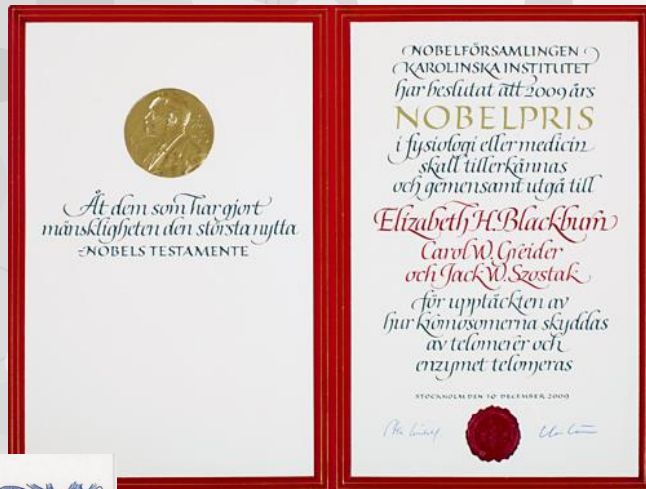 Åt dem som har gjort
mänskligheten den största nytta
-NOBELS TESTAMENTE
NOBELFÖRSAMLINGEN
KAROLINSKA INSTITUTET
har beslutat att 2009 års
NOBELPRIS
i fysiologi eller medicin
skall tillerkännas
och gemensamt utgå till
Elizabeth H. Blackburn
Carol W. Greider
och Jack W. Szostak
för upptäckten av
hur kromosomerna skyddas
av telomerer och
enzymet telomeras
STOCKHOLM DEN 10 DECEMBER 2009